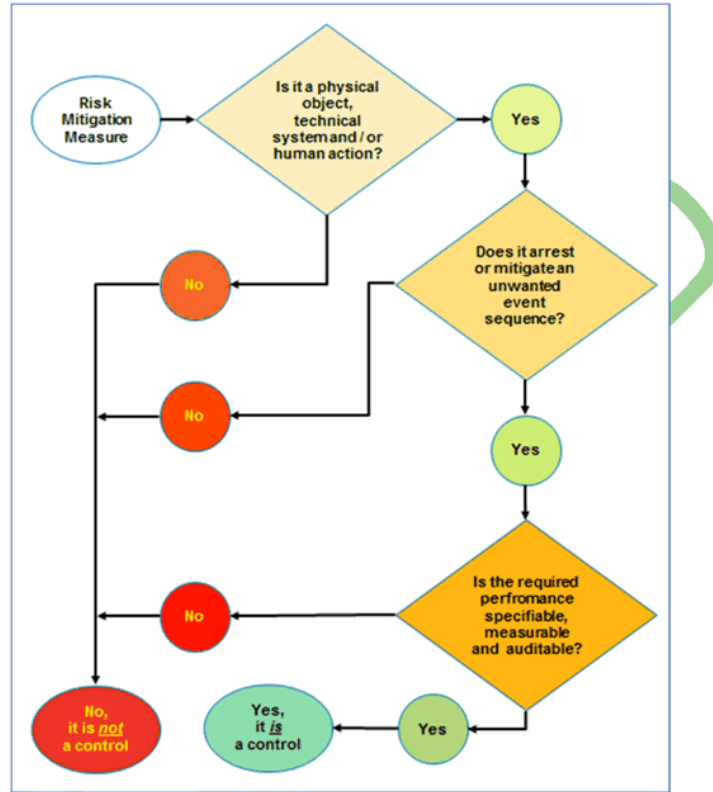 Risk
Mitigation
Measure
Is it a physical
object,
technical
system and / or
human action?
Yes
No
Does it arrest
or mitigate an
unwanted
event
sequence?
No
Yes
Is the required
perfromance
specifiable,
measurable
and auditable?
No
Yes
Yes,
it is
a control
No,
it is not
a control